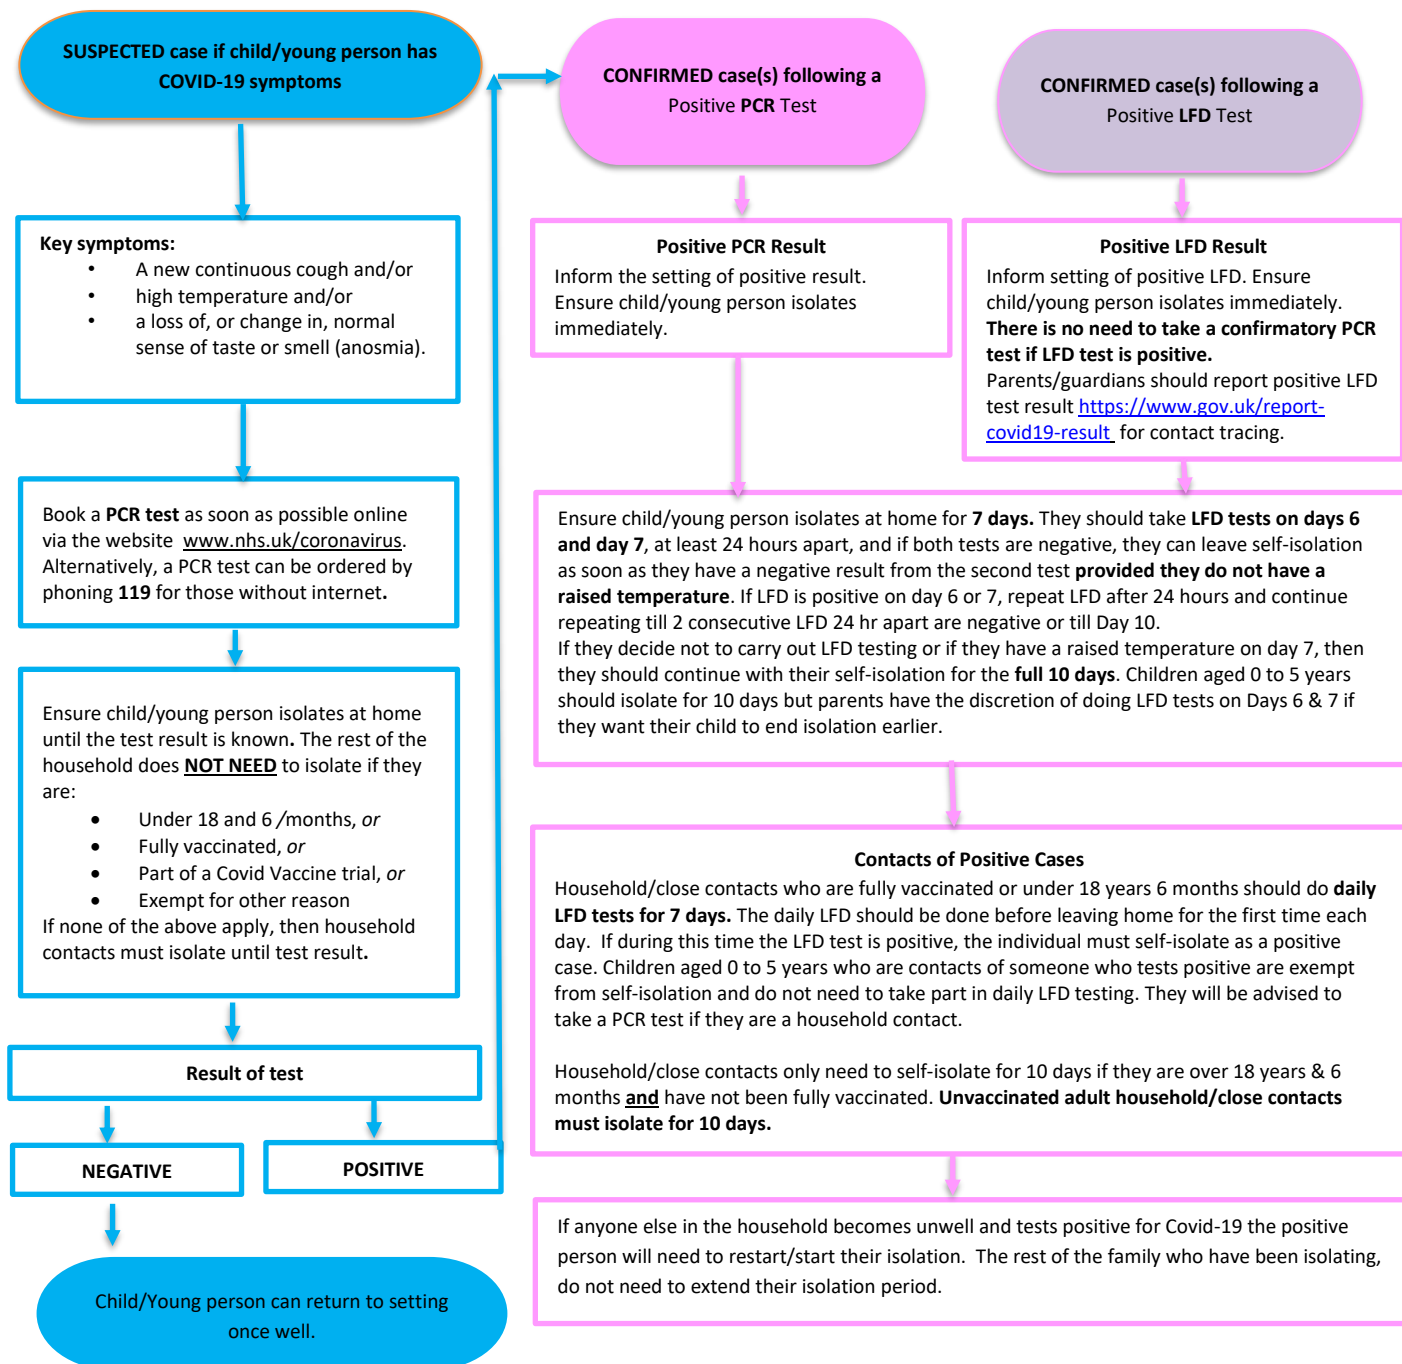 SUSPECTED case if child/young person has
COVID-19 symptoms
Key symptoms:
• A new continuous cough and/or
• high temperature and/or
• a loss of, or change in, normal
sense of taste or smell (anosmia).
Book a PCR test as soon as possible online
via the website www.nhs.uk/coronavirus.
Alternatively, a PCR test can be ordered by
phoning 119 for those without internet.
Ensure child/young person isolates at home
until the test result is known. The rest of the
household does NOT NEED to isolate if they
are:
• Under 18 and 6 /months, or
• Fully vaccinated, or
• Part of a Covid Vaccine trial, or
• Exempt for other reason
If none of the above apply, then household
contacts must isolate until test result.
Result of test
NEGATIVE
POSITIVE
Child/Young person can return to setting
once well.
CONFIRMED case(s) following a
Positive PCR Test
Positive PCR Result
Inform the setting of positive result.
Ensure child/young person isolates
immediately.
CONFIRMED case(s) following a
Positive LFD Test
Positive LFD Result
Inform setting of positive LFD. Ensure
child/young person isolates immediately.
There is no need to take a confirmatory PCR
test if LFD test is positive.
Parents/guardians should report positive LFD
test result https://www.gov.uk/report-
covid19-result for contact tracing.
Ensure child/young person isolates at home for 7 days. They should take LFD tests on days 6
and day 7, at least 24 hours apart, and if both tests are negative, they can leave self-isolation
as soon as they have a negative result from the second test provided they do not have a
raised temperature. If LFD is positive on day 6 or 7, repeat LFD after 24 hours and continue
repeating till 2 consecutive LFD 24 hr apart are negative or till Day 10.
If they decide not to carry out LFD testing or if they have a raised temperature on day 7, then
they should continue with their self-isolation for the full 10 days. Children aged 0 to 5 years
should isolate for 10 days but parents have the discretion of doing LFD tests on Days 6 & 7 if
they want their child to end isolation earlier.
Contacts of Positive Cases
Household/close contacts who are fully vaccinated or under 18 years 6 months should do daily
LFD tests for 7 days. The daily LFD should be done before leaving home for the first time each
day. If during this time the LFD test is positive, the individual must self-isolate as a positive
case. Children aged 0 to 5 years who are contacts of someone who tests positive are exempt
from self-isolation and do not need to take part in daily LFD testing. They will be advised to
take a PCR test if they are a household contact.
Household/close contacts only need to self-isolate for 10 days if they are over 18 years & 6
months and have not been fully vaccinated. Unvaccinated adult household/close contacts
must isolate for 10 days.
If anyone else in the household becomes unwell and tests positive for Covid-19 the positive
person will need to restart/start their isolation. The rest of the family who have been isolating,
do not need to extend their isolation period.